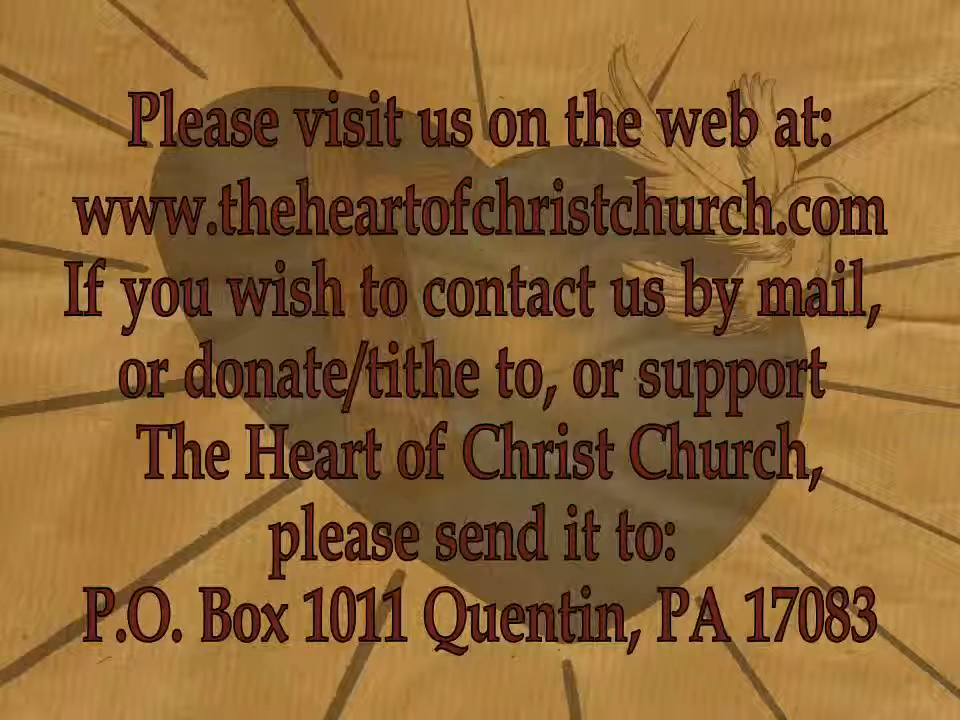 Please visit us on the web at:
www.theheartofchristchurch.com
If you wish to contact us by mail,
or donate/tithe to, or support
The Heart of Christ Church,
please send it to:
P.O. Box 1011 Quentin, PA 17083